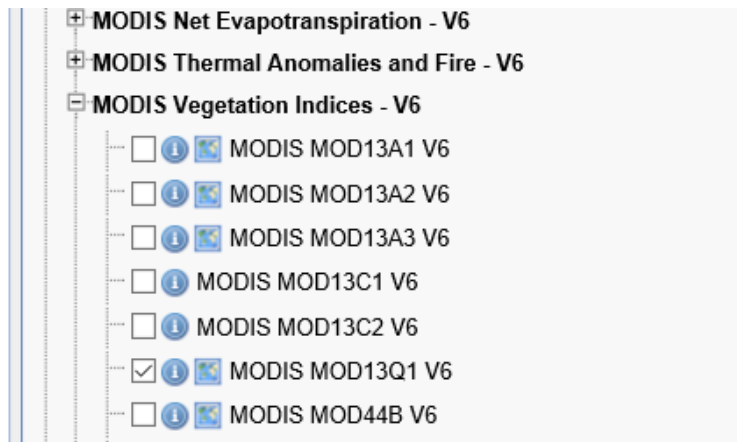 MODIS Net Evapotranspiration - V6
MODIS Thermal Anomalies and Fire - V6
MODIS Vegetation Indices - V6
MODIS MOD13A1 V6
MODIS MOD13A2 V6
MODIS MOD13A3 V6
MODIS MOD13C1 V6
MODIS MOD13C2 V6
MODIS MOD13Q1 V6
MODIS MOD44B V6